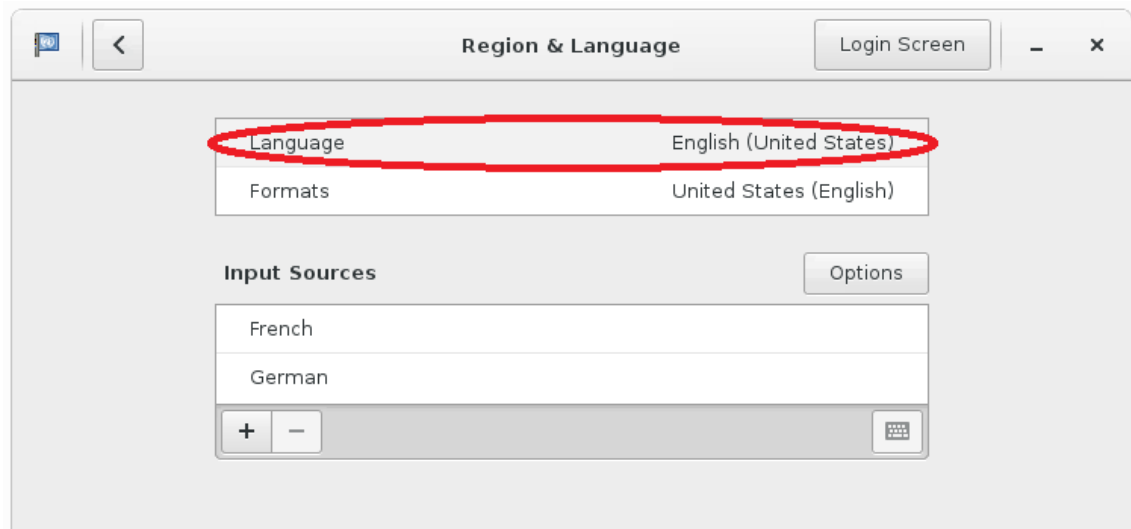 Region & Language
Login Screen
Language English (United States)
Formats United States (English)
Input Sources
Options
French
German